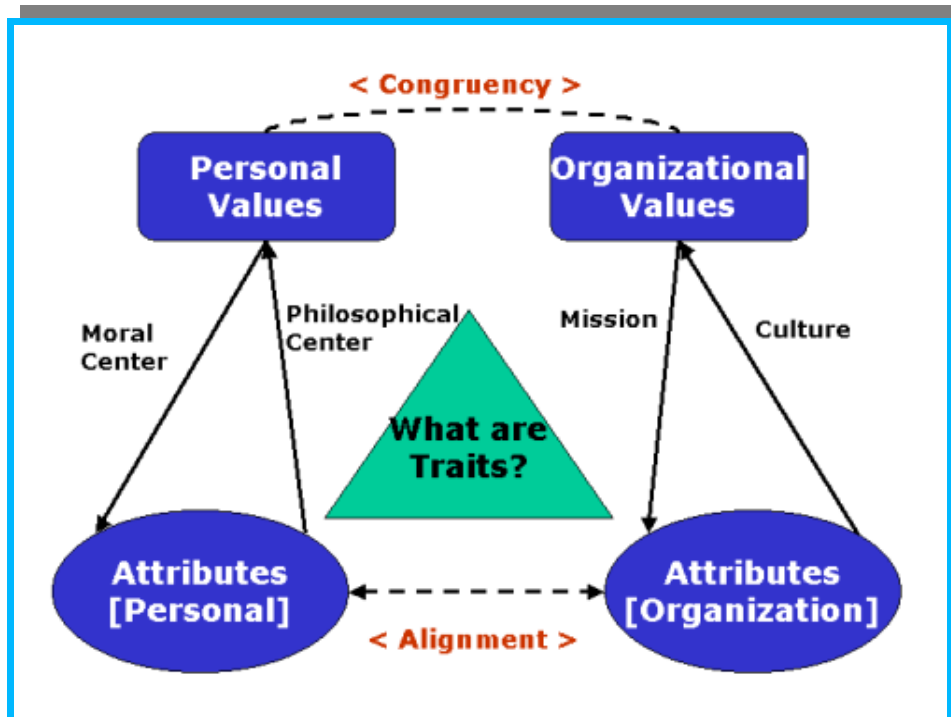 < Congruency >
Personal
Values
Organizational
Values
Moral
Center
Philosophical
Center
Mission
Culture
What are
Traits?
Attributes
[Personal]
Attributes
[Organization]
< Alignment >